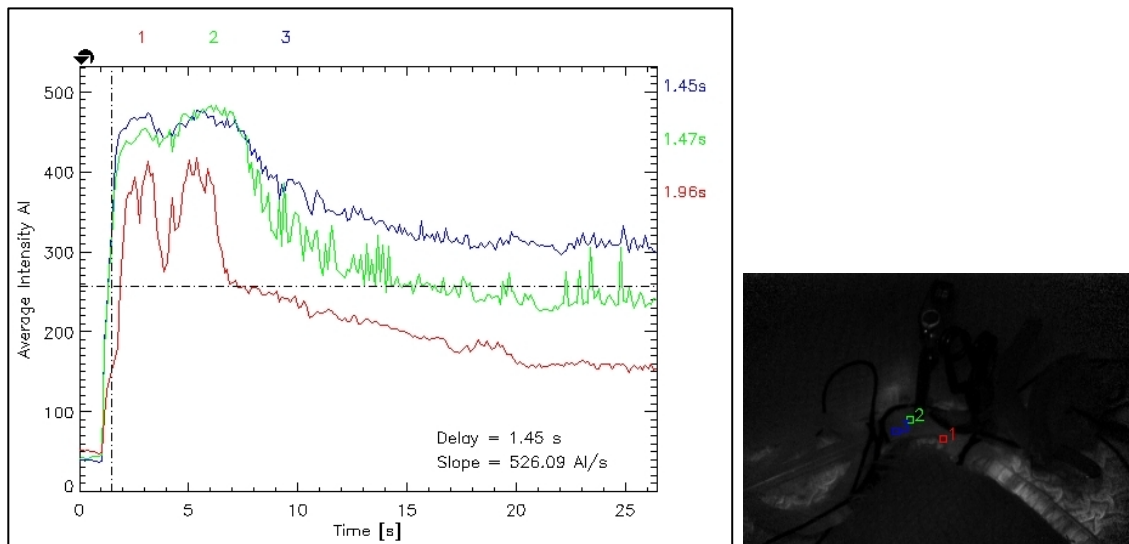 1 2 3
500
400
300
200
100
0
Average Intensity AI
1.45s
1.47s
1.96s
Delay = 1.45 s
Slope = 526.09 AI/s
0 5 10 15 20 25
Time [s]
2
1